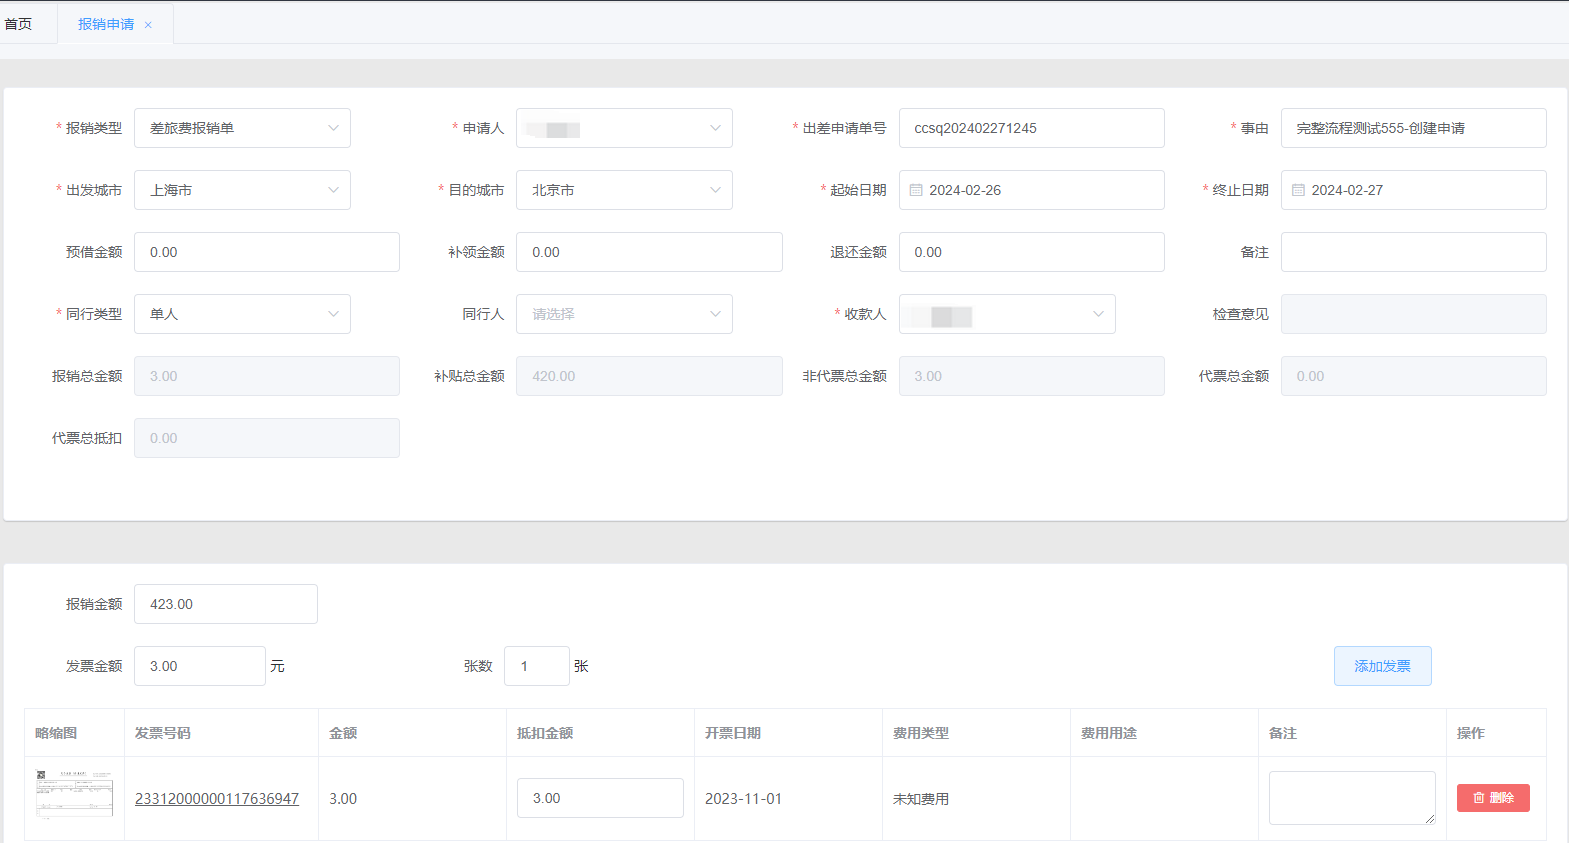 首页 报销申请 ×
* 报销类型 差旅费报销单 * 申请人 * 出差申请单号 ccsq202402271245 * 事由 完整流程测试555-创建申请
* 出发城市 上海市 * 目的城市 北京市 * 起始日期 2024-02-26 * 终止日期 2024-02-27
预借金额 0.00 补领金额 0.00 退还金额 0.00 备注
* 同行类型 单人 同行人 请选择 * 收款人 检查意见
报销总金额 3.00 补贴总金额 420.00 非代票总金额 3.00 代票总金额 0.00
代票总抵扣 0.00
报销金额 423.00
发票金额 3.00 元 张数 1 张 添加发票
略缩图 发票号码 金额 抵扣金额 开票日期 费用类型 费用用途 备注 操作
23312000000117636947 3.00 3.00 2023-11-01 未知费用 删除